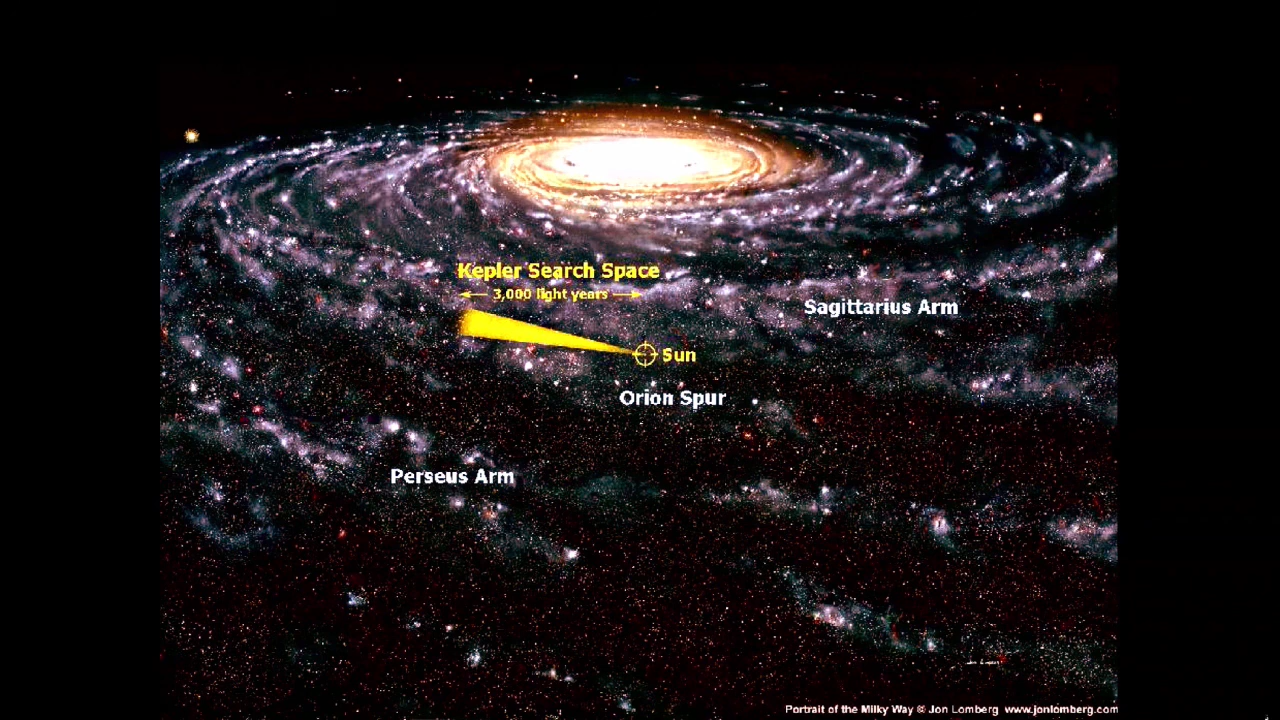 Kepler Search Space
3,000 light years
Sagittarius Arm
Sun
Orion Spur
Perseus Arm
Portrait of the Milky Way © Jon Lomberg www.jonlomberg.com